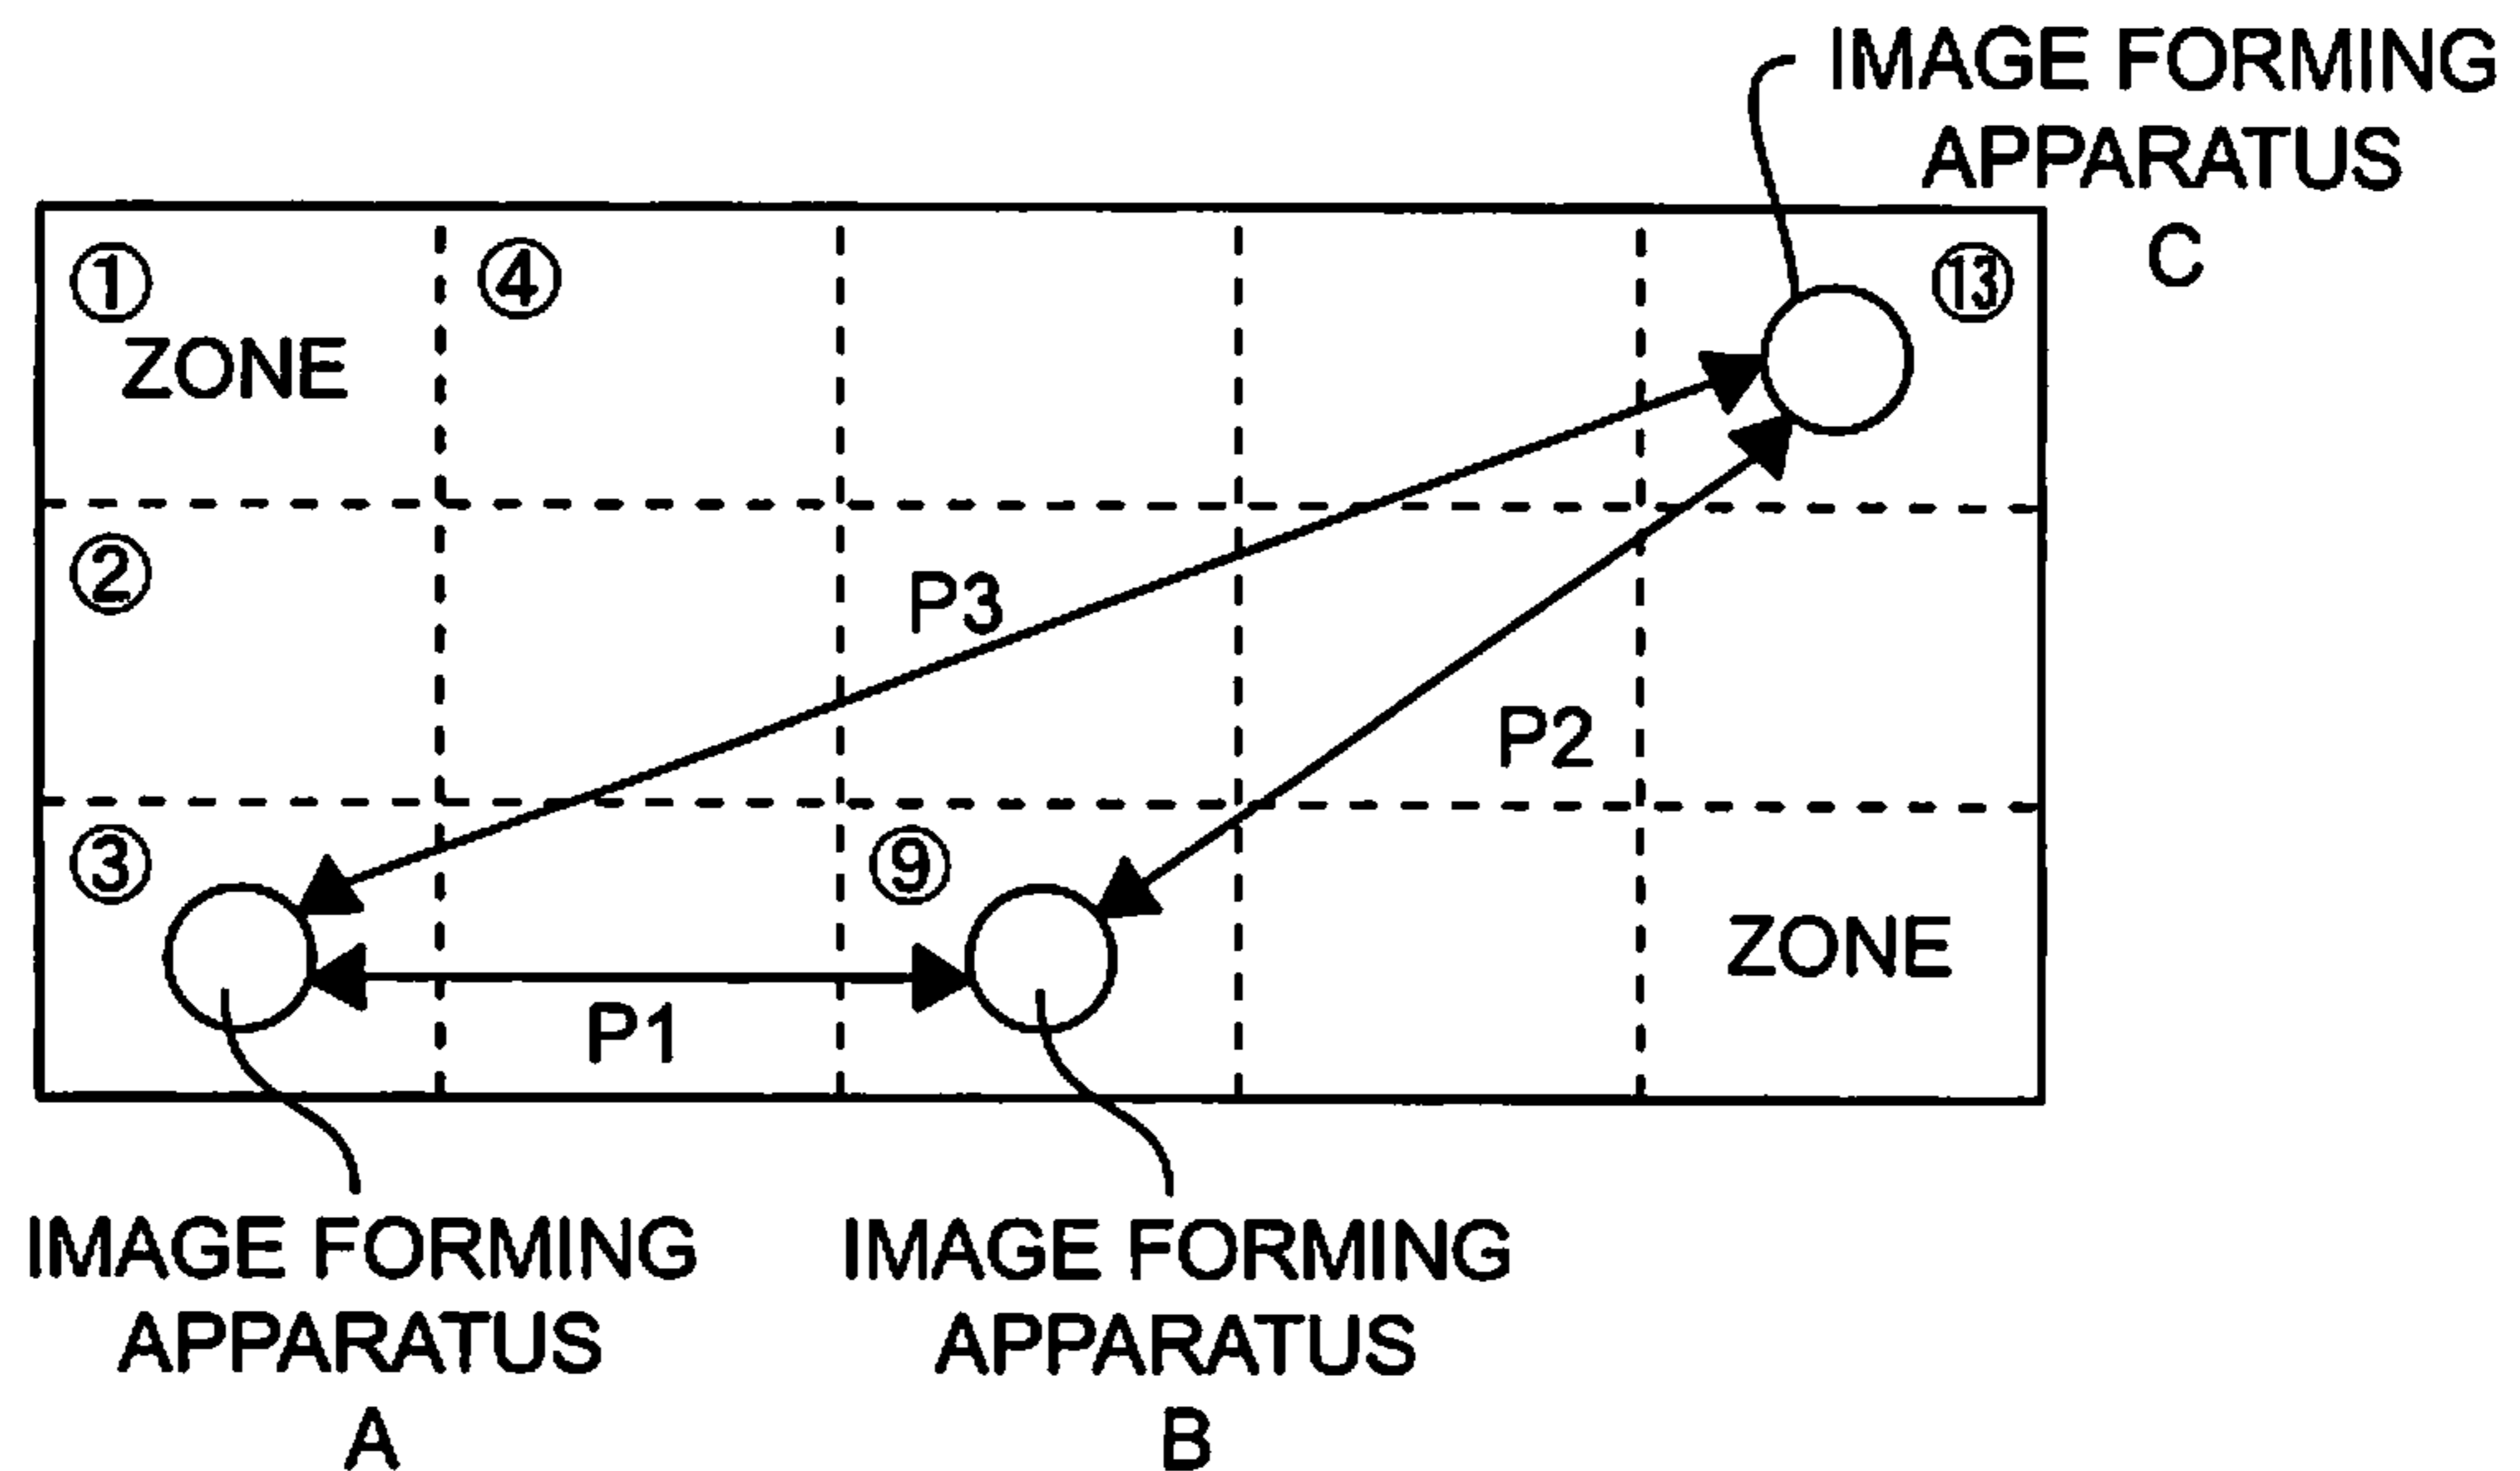 IMAGE FORMING
APPARATUS
C
① ④ ⑬
ZONE
②
P3
P2
③ ⑨
ZONE
P1
IMAGE FORMING
APPARATUS
A
IMAGE FORMING
APPARATUS
B